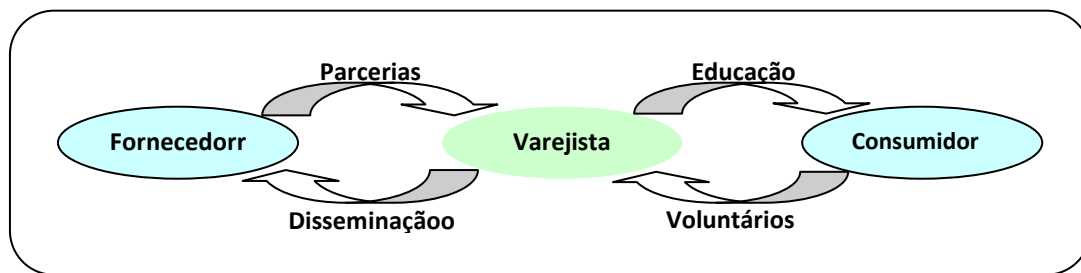 Parcerias
Educação
Fornecedorr
Varejista
Consumidor
Disseminaçãoo
Voluntários